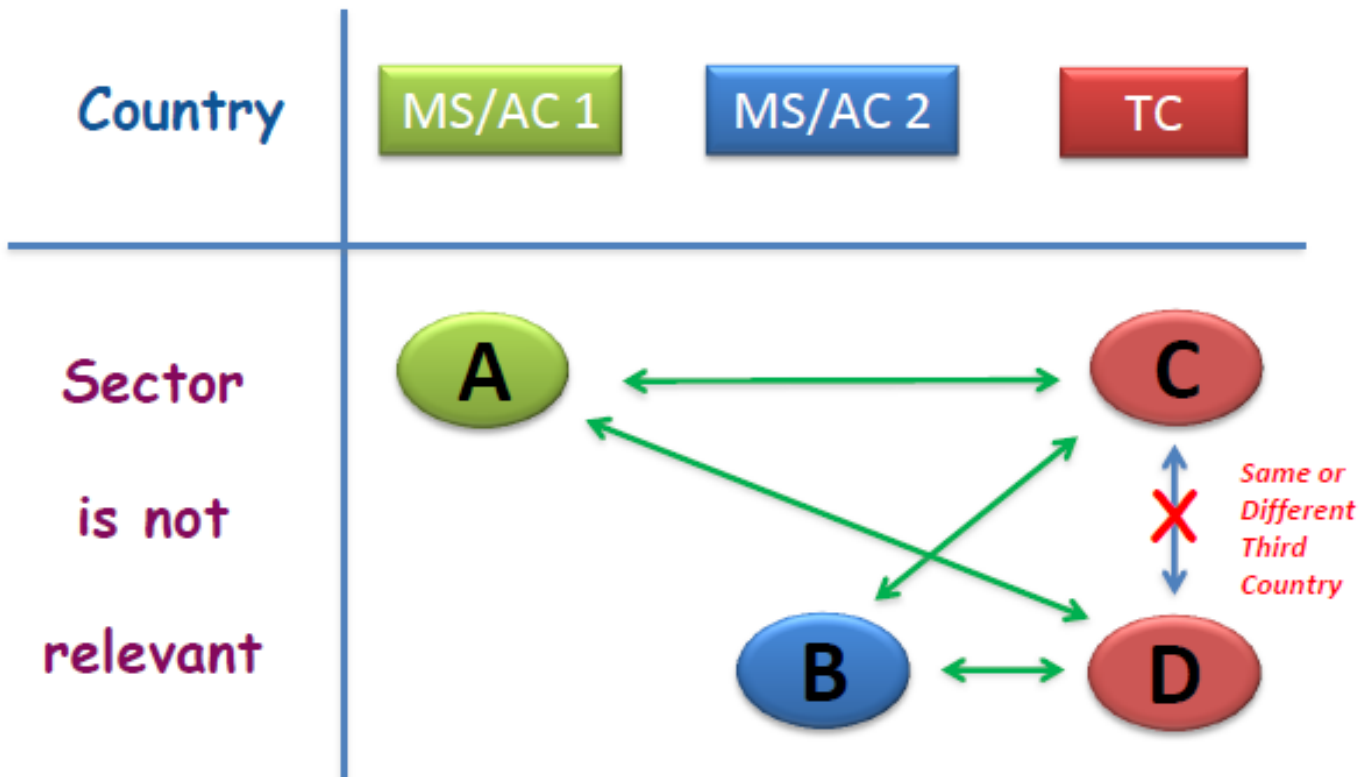 Country
MS/AC 1
MS/AC 2
TC
Sector
is not
relevant
A
C
B
D
Same or
Different
Third
Country